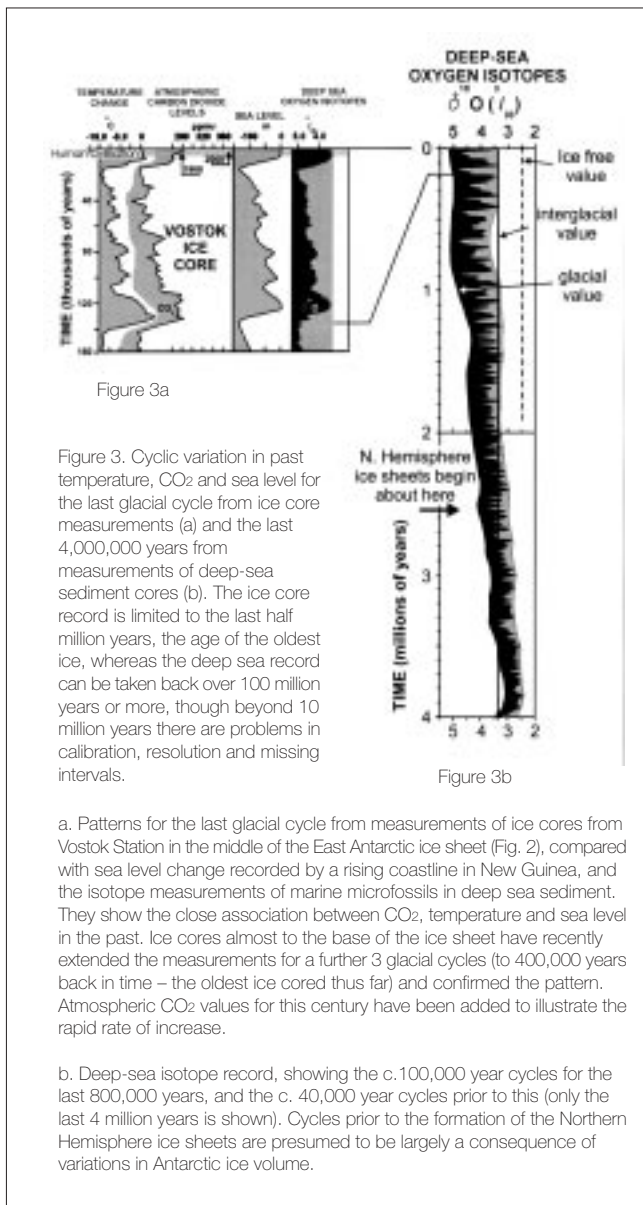 DEEP-SEA
OXYGEN ISOTOPES
δ18O (‰)
5 4 3 2
TEMPERATURE CHANGE
ATMOSPHERIC CARBON DIOXIDE LEVELS
SEA LEVEL
DEEP SEA OXYGEN ISOTOPES
VOSTOK
ICE
CORE
CO2
TIME (thousands of years)
0
Ice free
value
interglacial
value
glacial
value
1
2
N. Hemisphere
ice sheets begin
about here
3
TIME (millions of years)
4
5 4 3 2
Figure 3a
Figure 3b
Figure 3. Cyclic variation in past
temperature, CO2 and sea level for
the last glacial cycle from ice core
measurements (a) and the last
4,000,000 years from
measurements of deep-sea
sediment cores (b). The ice core
record is limited to the last half
million years, the age of the oldest
ice, whereas the deep sea record
can be taken back over 100 million
years or more, though beyond 10
million years there are problems in
calibration, resolution and missing
intervals.
a. Patterns for the last glacial cycle from measurements of ice cores from
Vostok Station in the middle of the East Antarctic ice sheet (Fig. 2), compared
with sea level change recorded by a rising coastline in New Guinea, and
the isotope measurements of marine microfossils in deep sea sediment.
They show the close association between CO2, temperature and sea level
in the past. Ice cores almost to the base of the ice sheet have recently
extended the measurements for a further 3 glacial cycles (to 400,000 years
back in time – the oldest ice cored thus far) and confirmed the pattern.
Atmospheric CO2 values for this century have been added to illustrate the
rapid rate of increase.
b. Deep-sea isotope record, showing the c.100,000 year cycles for the
last 800,000 years, and the c. 40,000 year cycles prior to this (only the
last 4 million years is shown). Cycles prior to the formation of the Northern
Hemisphere ice sheets are presumed to be largely a consequence of
variations in Antarctic ice volume.